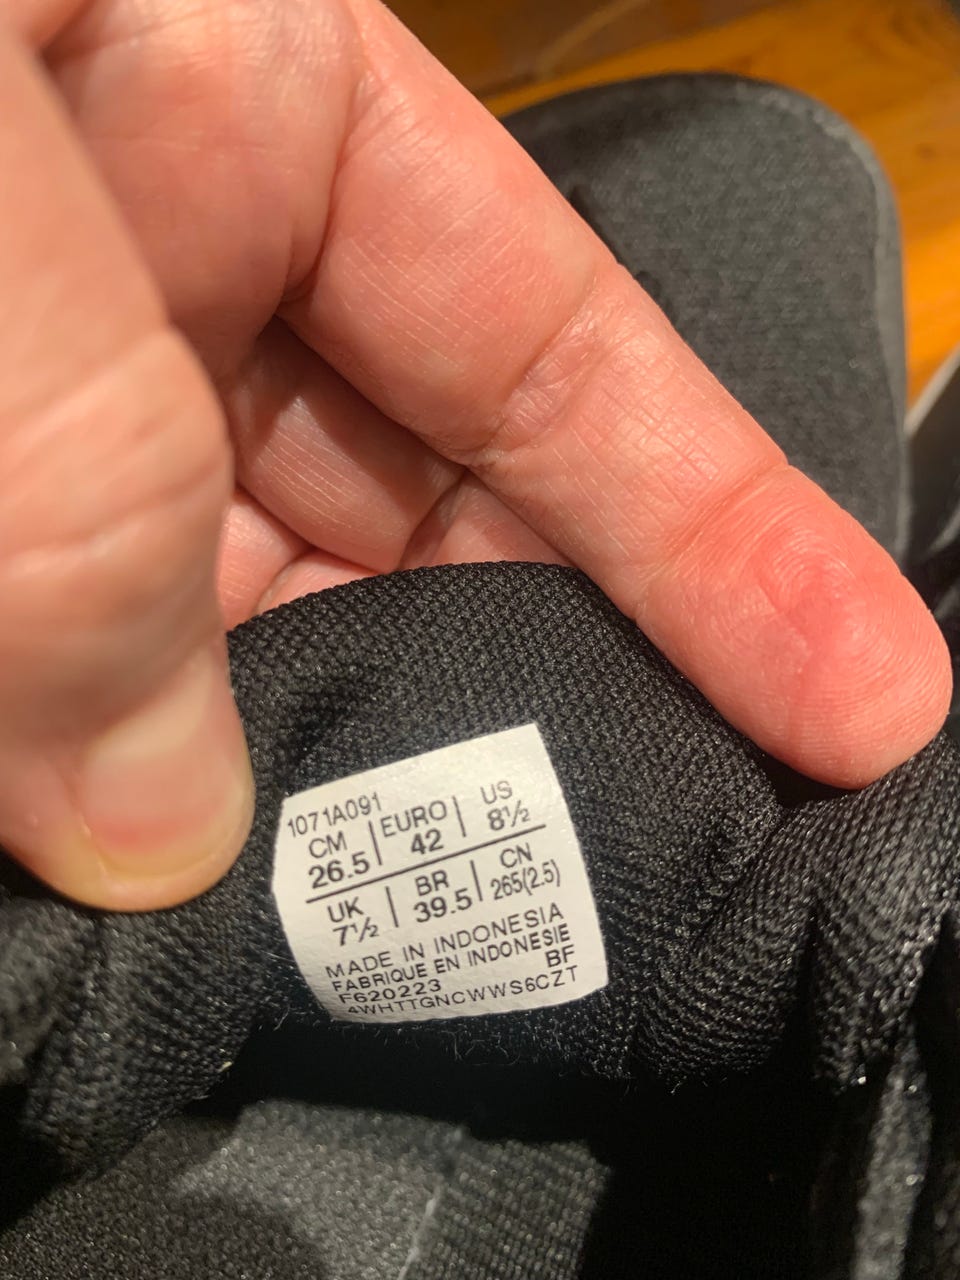 1071A091
CM EURO US
26.5 42 8½
UK BR CN
7½ 39.5 265(2.5)
MADE IN INDONESIA
FABRIQUE EN INDONESIE
F620223 BF
4WHTTGNCWWS6CZT